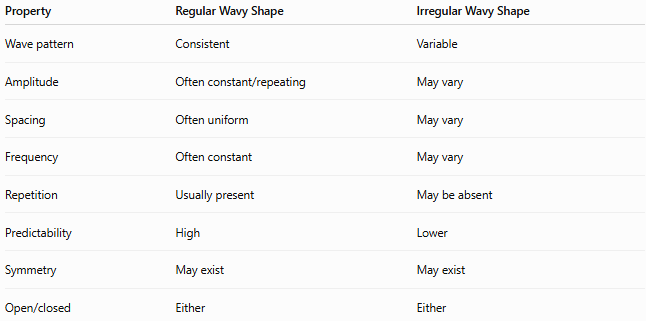 Property Regular Wavy Shape Irregular Wavy Shape
Wave pattern Consistent Variable
Amplitude Often constant/repeating May vary
Spacing Often uniform May vary
Frequency Often constant May vary
Repetition Usually present May be absent
Predictability High Lower
Symmetry May exist May exist
Open/closed Either Either